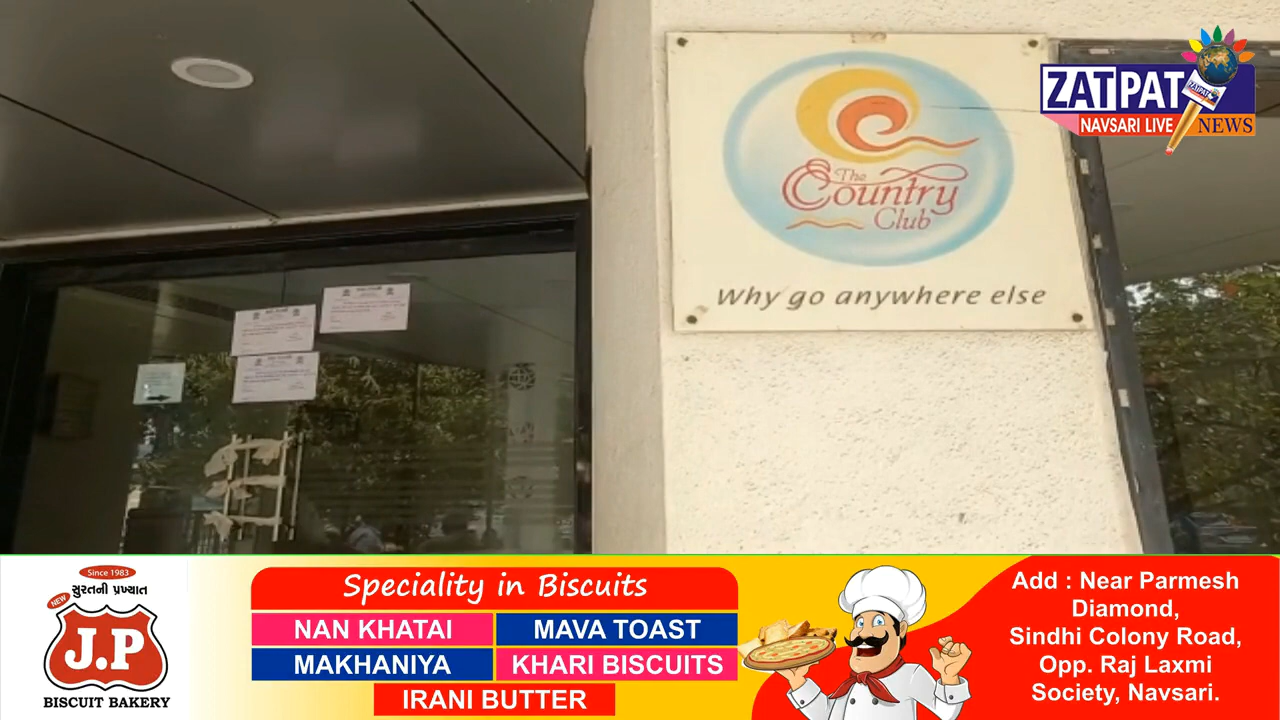 ZATPAT
NAVSARI LIVE NEWS
The
Country
Club
Why go anywhere else
Since 1983
સુરતની પ્રખ્યાત
NEW
J.P
BISCUIT BAKERY
Speciality in Biscuits
NAN KHATAI
MAVA TOAST
MAKHANIYA
KHARI BISCUITS
IRANI BUTTER
Add : Near Parmesh
Diamond,
Sindhi Colony Road,
Opp. Raj Laxmi
Society, Navsari.